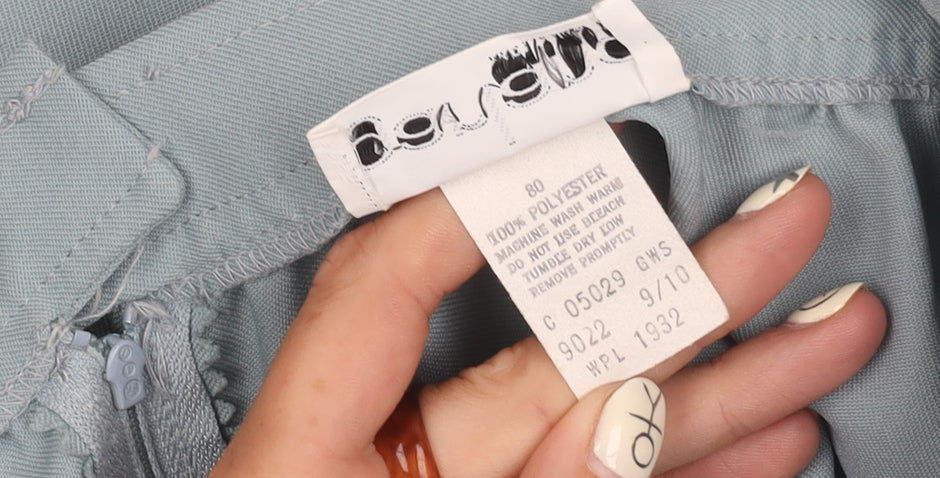 80
100% POLYESTER
MACHINE WASH WARM
DO NOT USE BLEACH
TUMBLE DRY LOW
REMOVE PROMPTLY
C 05029 GWS
9022 9/10
WPL 1932